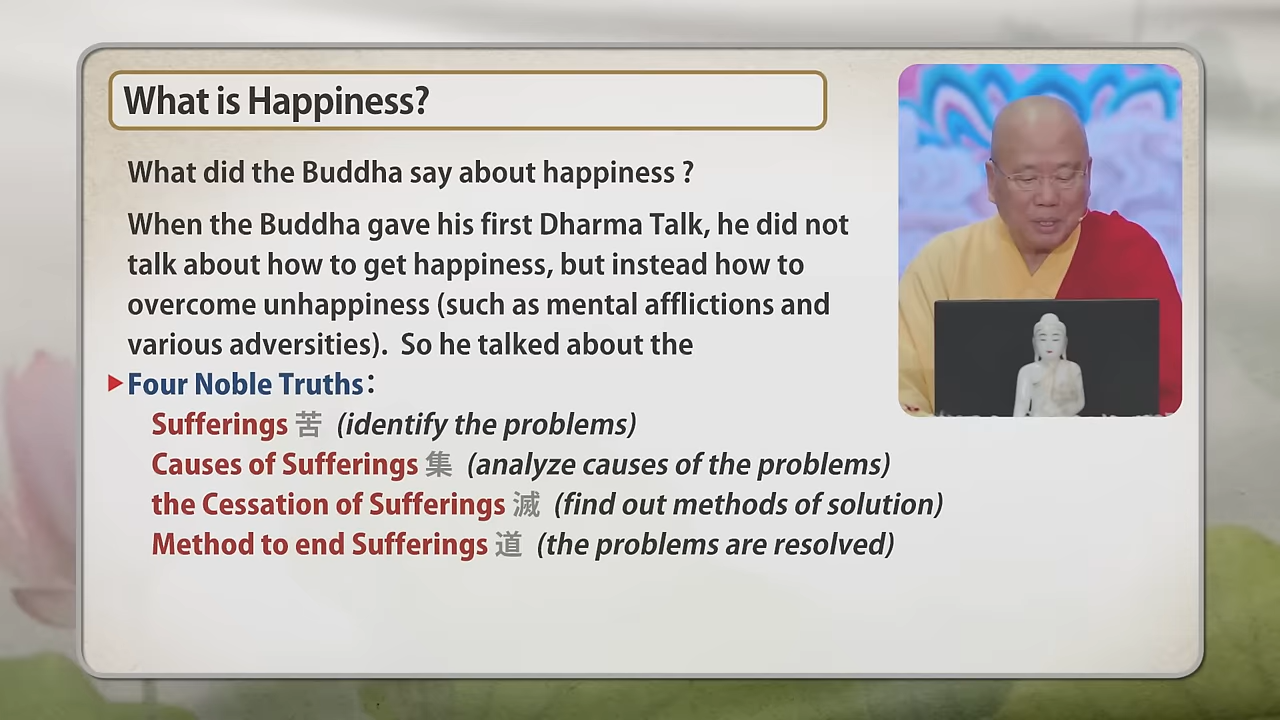 What is Happiness?
What did the Buddha say about happiness ?
When the Buddha gave his first Dharma Talk, he did not
talk about how to get happiness, but instead how to
overcome unhappiness (such as mental afflictions and
various adversities).  So he talked about the
Four Noble Truths:
Sufferings 苦 (identify the problems)
Causes of Sufferings 集 (analyze causes of the problems)
the Cessation of Sufferings 滅 (find out methods of solution)
Method to end Sufferings 道 (the problems are resolved)